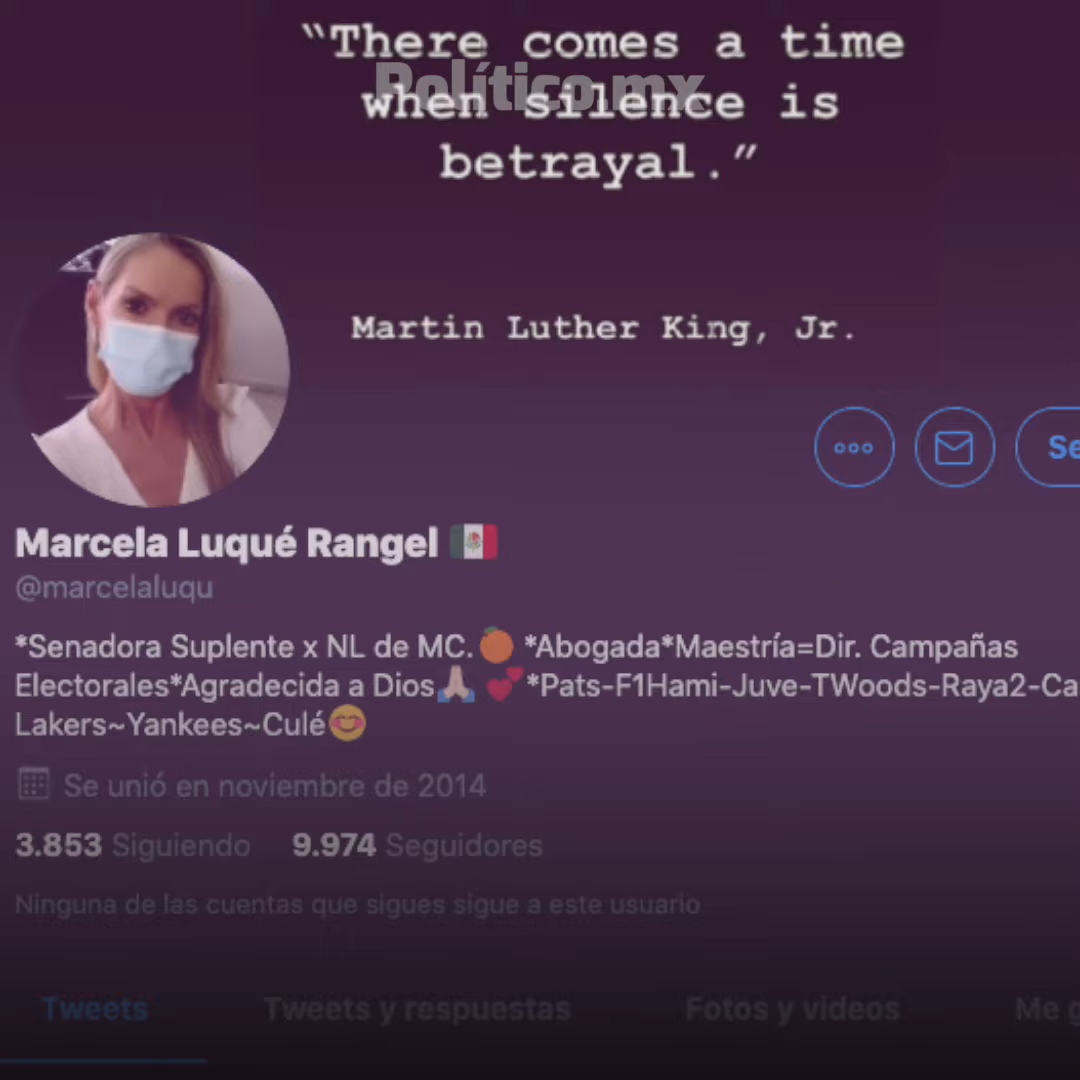 “There comes a time
Político.mx
when silence is
betrayal.”
Martin Luther King, Jr.
Marcela Luqué Rangel 🇲🇽
@marcelaluqu
*Senadora Suplente x NL de MC.🍊 *Abogada*Maestría=Dir. Campañas
Electorales*Agradecida a Dios🙏🏻 💕*Pats-F1Hami-Juve-TWoods-Raya2-Ca
Lakers~Yankees~Culé😊
Se unió en noviembre de 2014
3.853 Siguiendo 9.974 Seguidores
Ninguna de las cuentas que sigues sigue a este usuario
Tweets Tweets y respuestas Fotos y videos Me g
Se